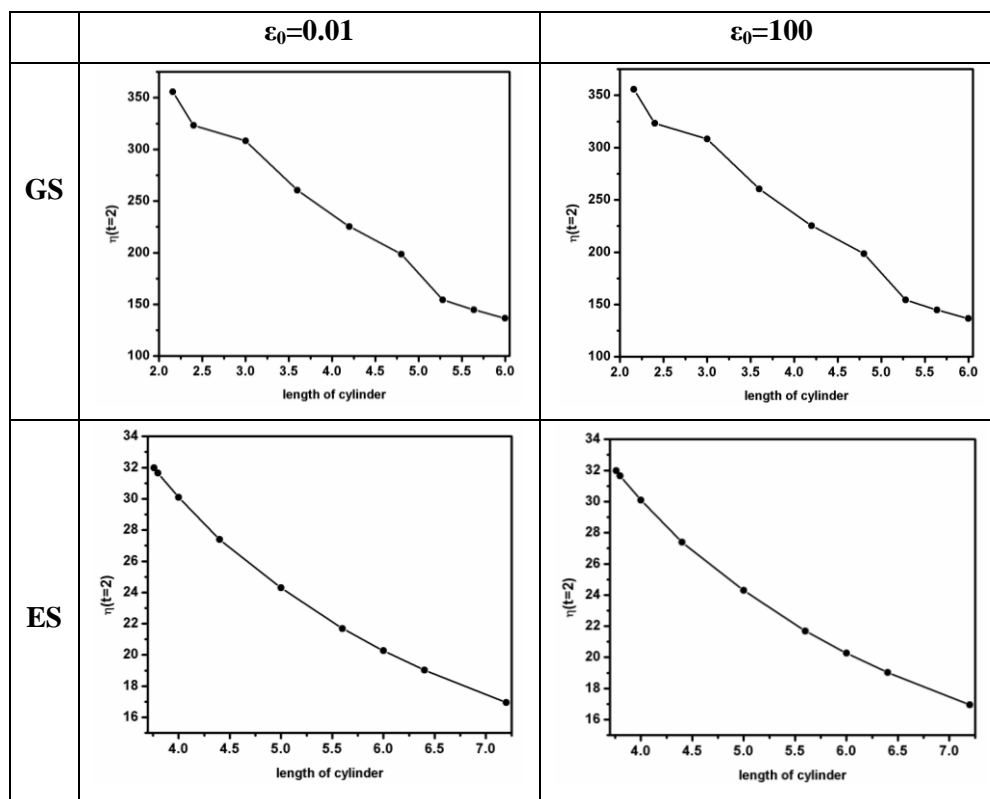 ε₀=0.01
ε₀=100
GS
350
300
250
200
150
100
η(t=2)
2.0 2.5 3.0 3.5 4.0 4.5 5.0 5.5 6.0
length of cylinder
350
300
250
200
150
100
η(t=2)
2.0 2.5 3.0 3.5 4.0 4.5 5.0 5.5 6.0
length of cylinder
ES
34
32
30
28
26
24
22
20
18
16
η(t=2)
4.0 4.5 5.0 5.5 6.0 6.5 7.0
length of cylinder
34
32
30
28
26
24
22
20
18
16
η(t=2)
4.0 4.5 5.0 5.5 6.0 6.5 7.0
length of cylinder